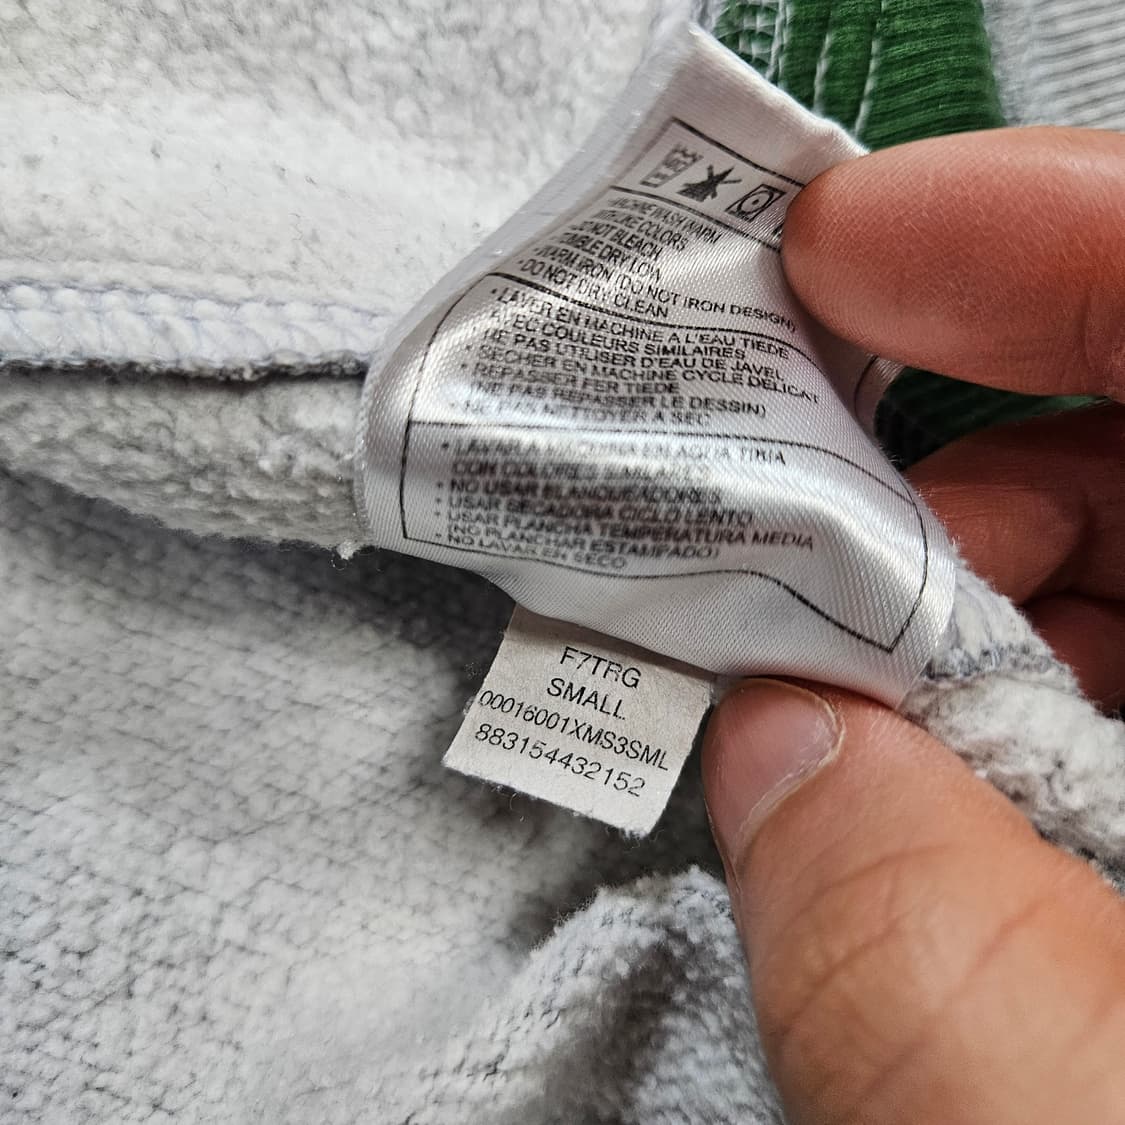 MACHINE WASH WARM
WITH LIKE COLORS
DO NOT BLEACH
TUMBLE DRY LOW
• WARM IRON (DO NOT IRON DESIGN)
• DO NOT DRY CLEAN
• LAVER EN MACHINE A L'EAU TIEDE
AVEC COULEURS SIMILAIRES
NE PAS UTILISER D'EAU DE JAVEL
• SECHER EN MACHINE CYCLE DELICAT
• REPASSER FER TIEDE
(NE PAS REPASSER LE DESSIN)
• NE PAS NETTOYER A SEC
• LAVAR A MAQUINA EN AGUA TIBIA
CON COLORES
• NO USAR BLANQUEADORES
• USAR SECADORA CICLO LENTO
• USAR PLANCHA TEMPERATURA MEDIA
(NO PLANCHAR ESTAMPADO)
• NO LAVAR EN SECO
F7TRG
SMALL
00016001XMS3SML
883154432152